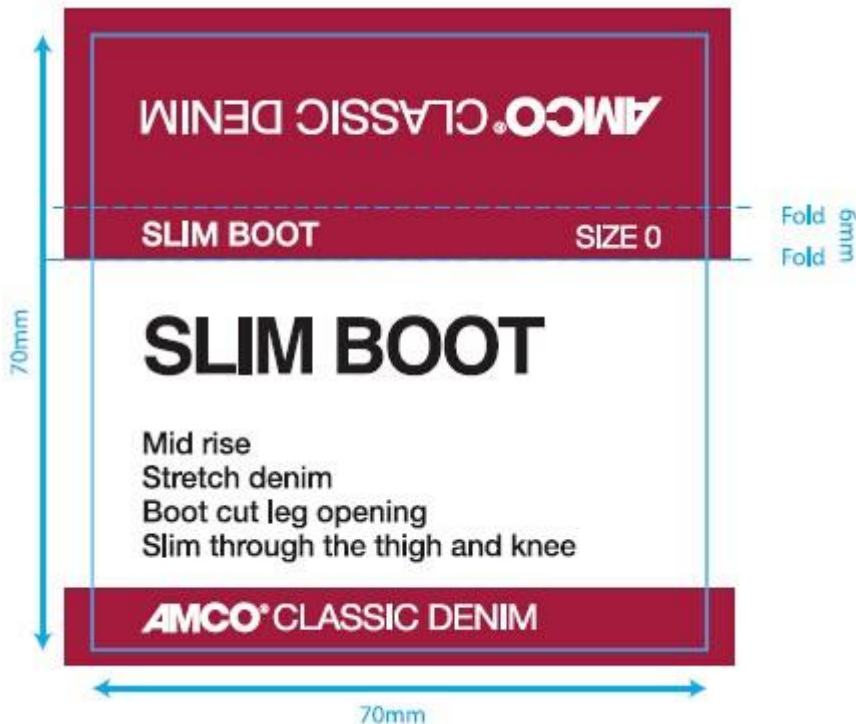 AMCO® CLASSIC DENIM
SLIM BOOT SIZE 0
Fold
Fold
6mm
SLIM BOOT
70mm
Mid rise
Stretch denim
Boot cut leg opening
Slim through the thigh and knee
AMCO® CLASSIC DENIM
70mm